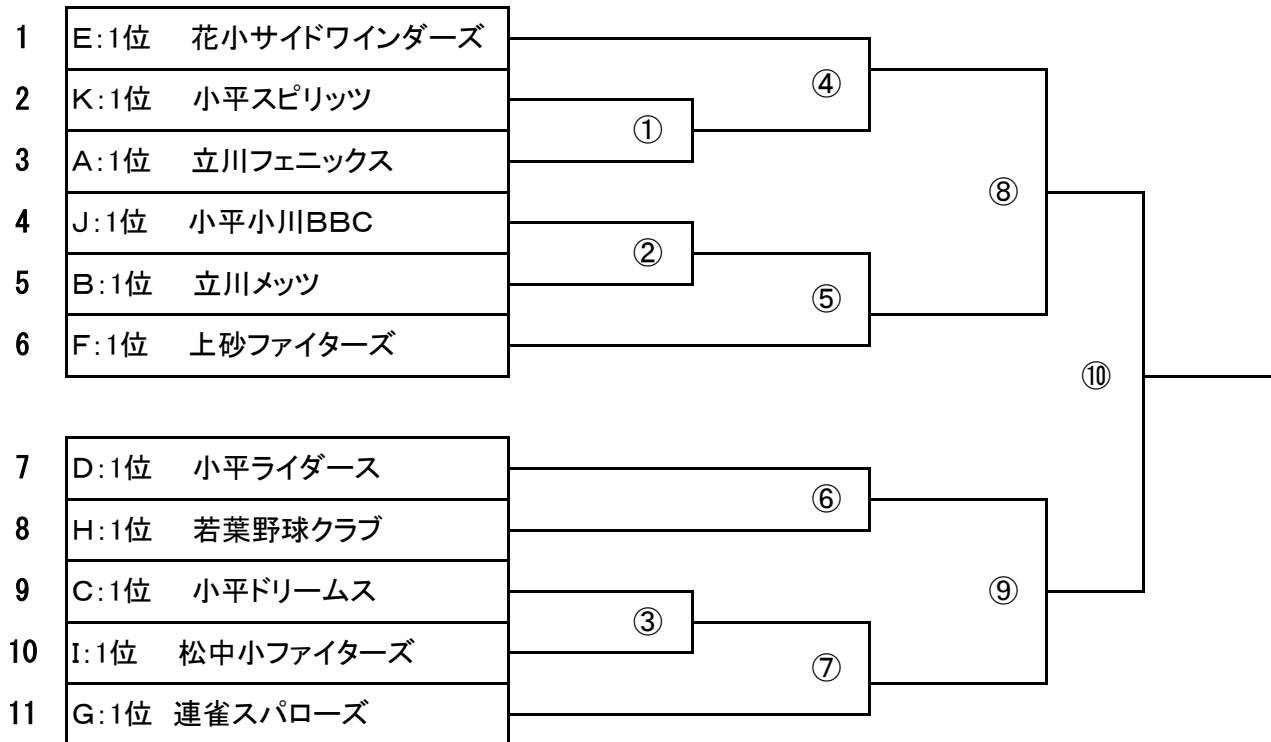 1 E:1位 花小サイドワインダーズ
④
2 K:1位 小平スピリッツ
①
3 A:1位 立川フェニックス
⑧
4 J:1位 小平小川BBC
②
5 B:1位 立川メッツ
⑤
6 F:1位 上砂ファイターズ
⑩
7 D:1位 小平ライダース
⑥
8 H:1位 若葉野球クラブ
9 C:1位 小平ドリームス
⑨
③
10 I:1位 松中小ファイターズ
⑦
11 G:1位 連雀スパローズ